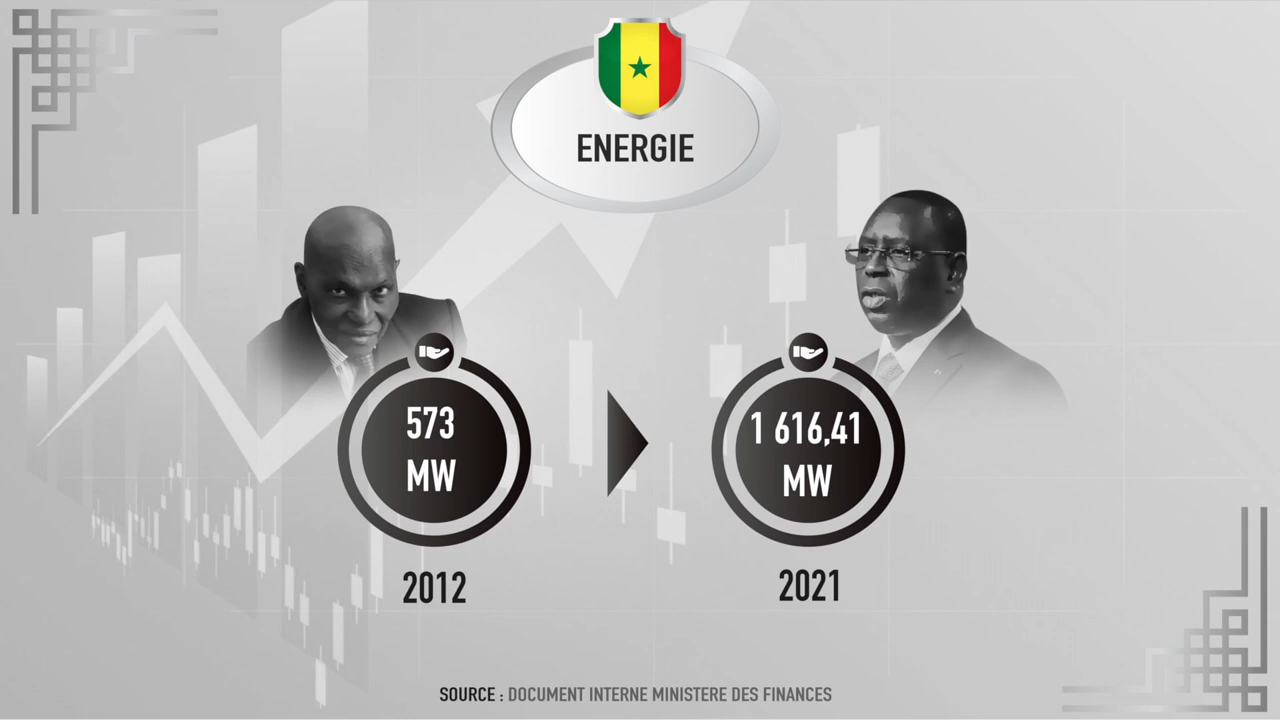 ENERGIE
573
MW
1 616,41
MW
2012
2021
SOURCE : DOCUMENT INTERNE MINISTERE DES FINANCES